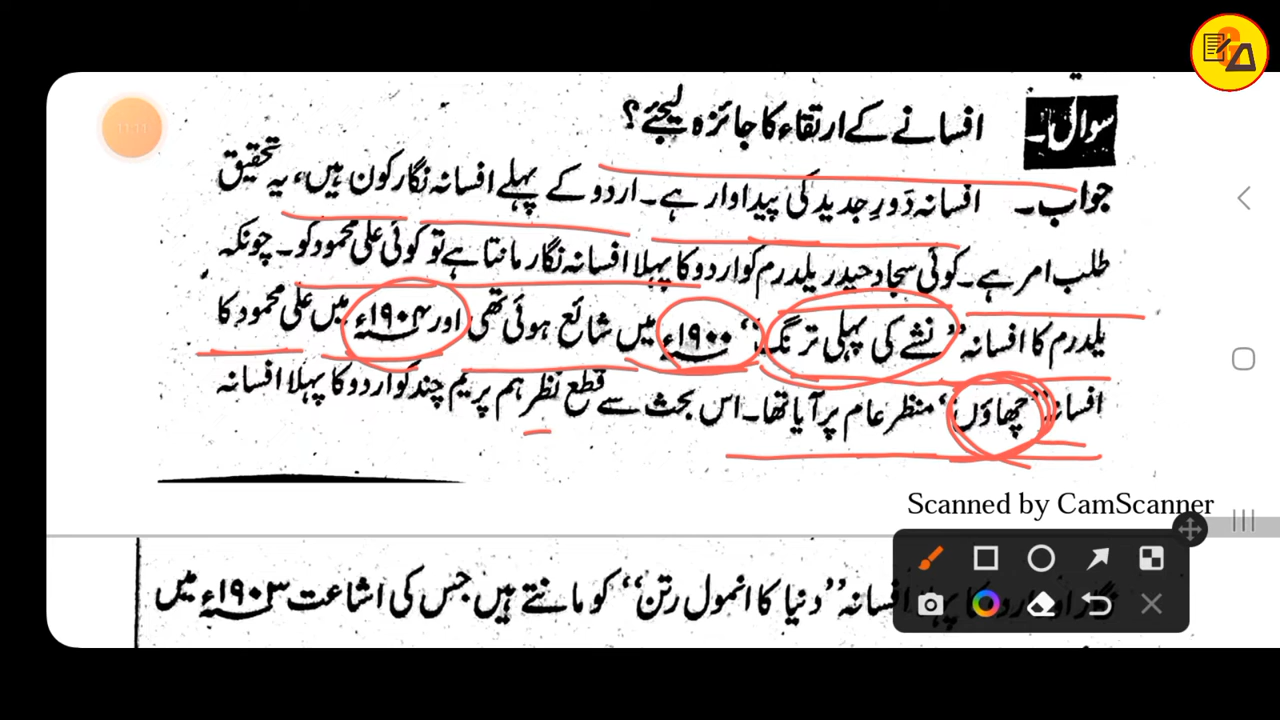 سوال ۱۔ افسانے کے ارتقاء کا جائزہ لیجئے؟
جواب۔ افسانہ دَورِ جدید کی پیداوار ہے۔ اردو کے پہلے افسانہ نگار کون ہیں، یہ تحقیق
طلب امر ہے۔ کوئی سجاد حیدر یلدرم کو اردو کا پہلا افسانہ نگار مانتا ہے تو کوئی علی محمود کو۔ چونکہ
یلدرم کا افسانہ ’’نشے کی پہلی ترنگ‘‘ ۱۹۰۰ء میں شائع ہوئی تھی اور ۱۹۰۴ء میں علی محمود کا
افسانہ ’’چھاؤں‘‘ منظر عام پر آیا تھا۔ اس بحث سے قطع نظر ہم پریم چند کو اردو کا پہلا افسانہ
Scanned by CamScanner
افسانہ ’’دنیا کا انمول رتن‘‘ کو مانتے ہیں جس کی اشاعت ۱۹۰۳ء میں
11:11